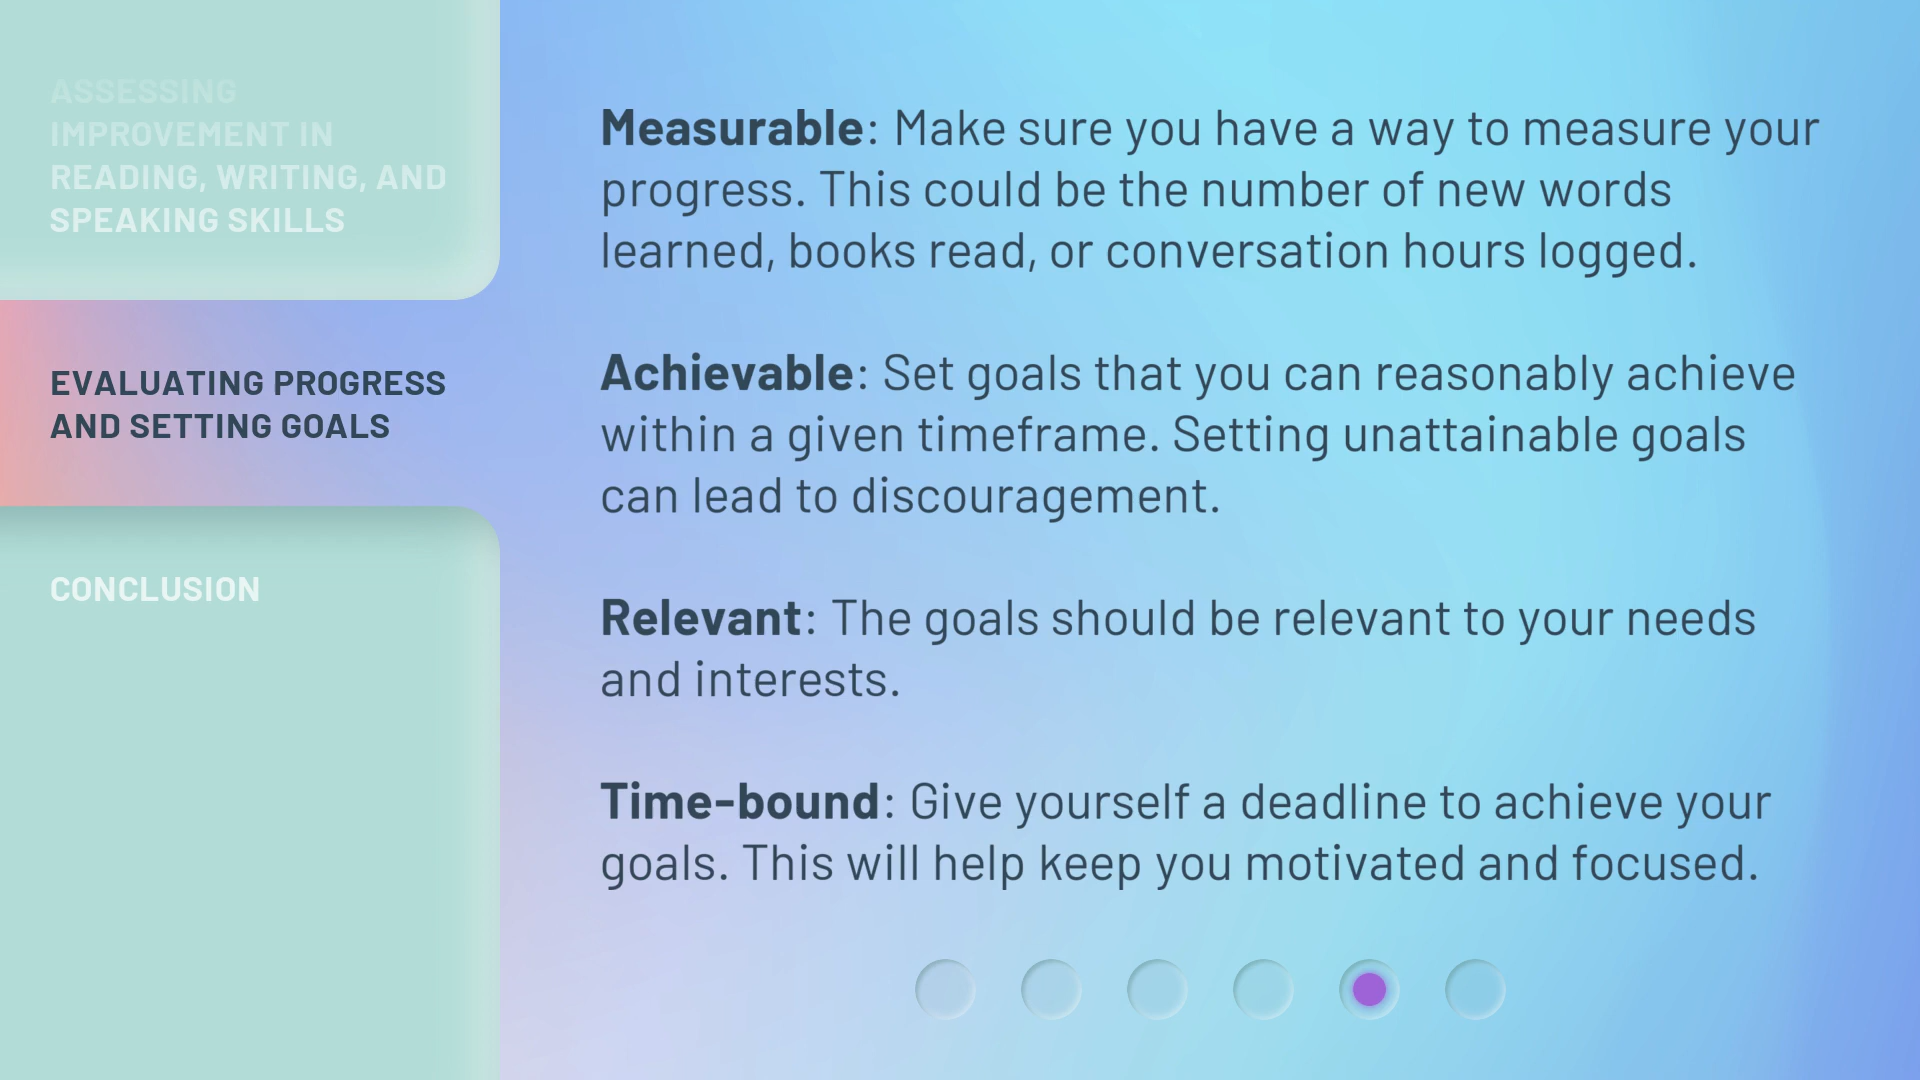 ASSESSING
IMPROVEMENT IN
READING, WRITING, AND
SPEAKING SKILLS
EVALUATING PROGRESS
AND SETTING GOALS
CONCLUSION
Measurable: Make sure you have a way to measure your
progress. This could be the number of new words
learned, books read, or conversation hours logged.
Achievable: Set goals that you can reasonably achieve
within a given timeframe. Setting unattainable goals
can lead to discouragement.
Relevant: The goals should be relevant to your needs
and interests.
Time-bound: Give yourself a deadline to achieve your
goals. This will help keep you motivated and focused.